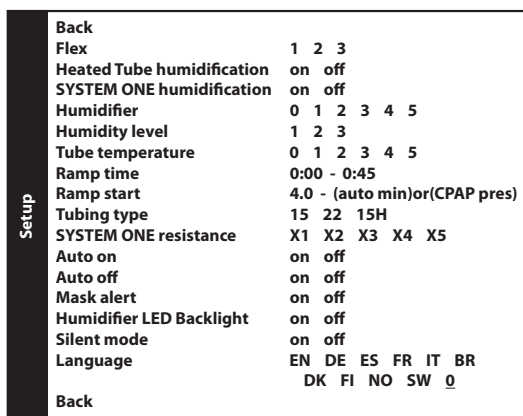 Setup
Back
Flex 1 2 3
Heated Tube humidification on off
SYSTEM ONE humidification on off
Humidifier 0 1 2 3 4 5
Humidity level 1 2 3
Tube temperature 0 1 2 3 4 5
Ramp time 0:00 - 0:45
Ramp start 4.0 - (auto min)or(CPAP pres)
Tubing type 15 22 15H
SYSTEM ONE resistance X1 X2 X3 X4 X5
Auto on on off
Auto off on off
Mask alert on off
Humidifier LED Backlight on off
Silent mode on off
Language EN DE ES FR IT BR
DK FI NO SW 0
Back